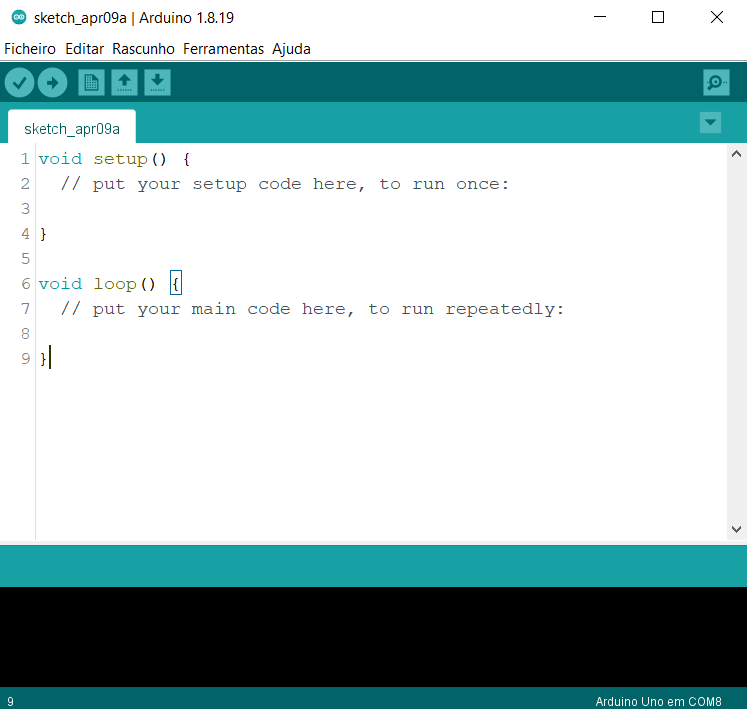 sketch_apr09a | Arduino 1.8.19
Ficheiro Editar Rascunho Ferramentas Ajuda
sketch_apr09a
1 void setup() {
2   // put your setup code here, to run once:
3
4 }
5
6 void loop() {
7   // put your main code here, to run repeatedly:
8
9 }
9 Arduino Uno em COM8